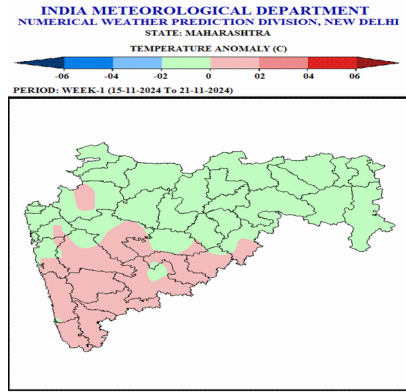 INDIA METEOROLOGICAL DEPARTMENT
NUMERICAL WEATHER PREDICTION DIVISION, NEW DELHI
STATE: MAHARASHTRA
TEMPERATURE ANOMALY (C)
-06 -04 -02 0 02 04 06
PERIOD: WEEK-1 (15-11-2024 To 21-11-2024)